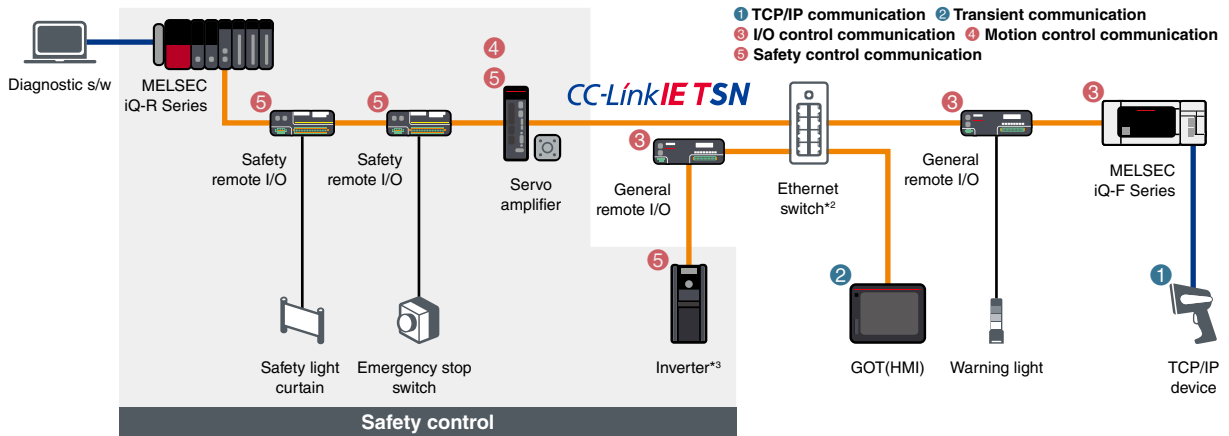 ❶ TCP/IP communication ❷ Transient communication
❸ I/O control communication ❹ Motion control communication
❺ Safety control communication
Diagnostic s/w
MELSEC
iQ-R Series
❺
Safety
remote I/O
❺
Safety
remote I/O
❹
❺
Servo
amplifier
CC-Link IE TSN
❸
General
remote I/O
Ethernet
switch*2
❸
General
remote I/O
❸
MELSEC
iQ-F Series
Safety light
curtain
Emergency stop
switch
❺
Inverter*3
❷
GOT(HMI)
Warning light
❶
TCP/IP
device
Safety control